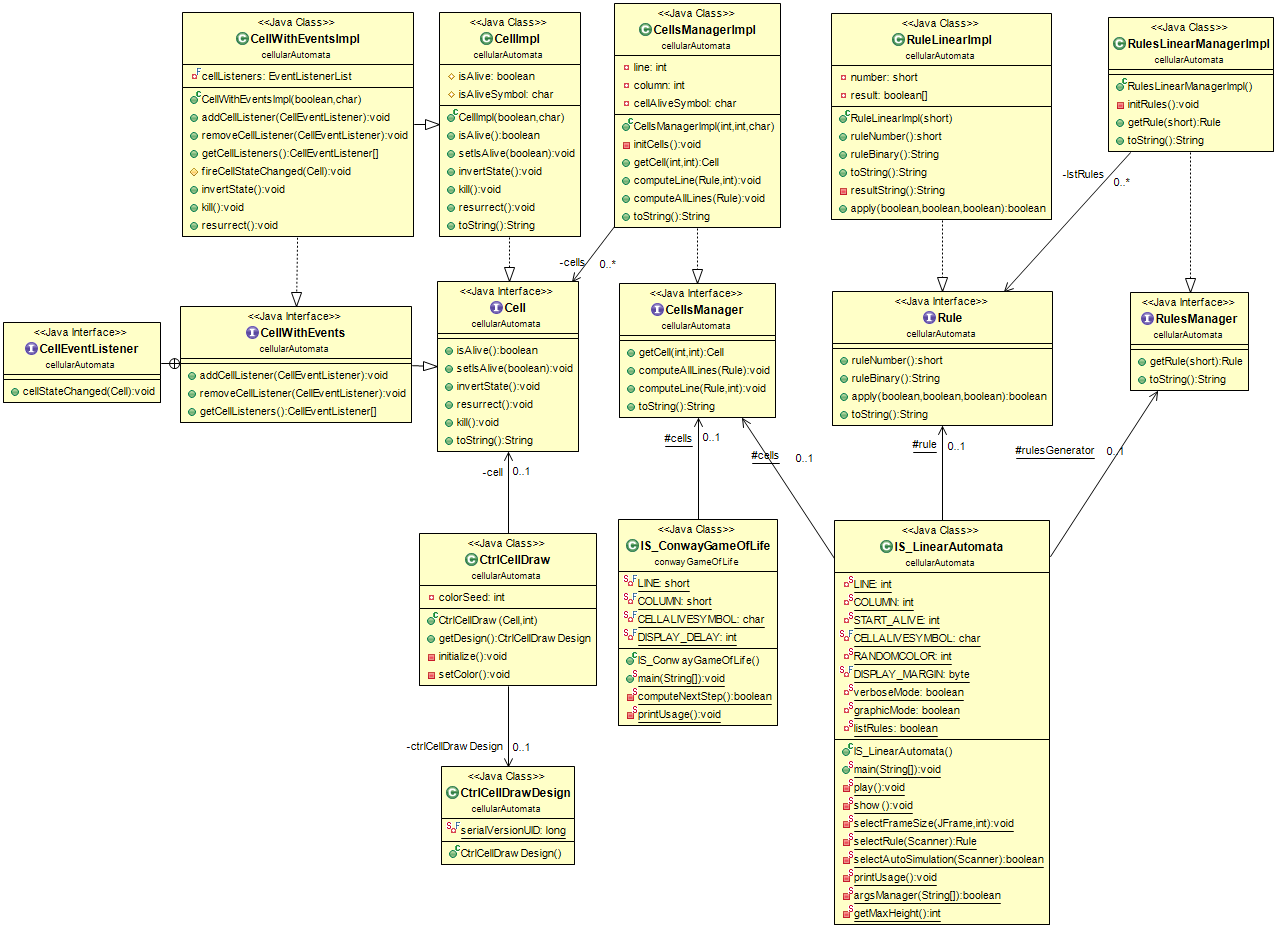 <<Java Class>>
CellWithEventsImpl
cellularAutomata
cellListeners: EventListenerList
CellWithEventsImpl(boolean,char)
addCellListener(CellEventListener):void
removeCellListener(CellEventListener):void
getCellListeners():CellEventListener[]
fireCellStateChanged(Cell):void
invertState():void
kill():void
resurrect():void
<<Java Class>>
CellImpl
cellularAutomata
isAlive: boolean
isAliveSymbol: char
CellImpl(boolean,char)
isAlive():boolean
setIsAlive(boolean):void
invertState():void
kill():void
resurrect():void
toString():String
<<Java Class>>
CellsManagerImpl
cellularAutomata
line: int
column: int
cellAliveSymbol: char
CellsManagerImpl(int,int,char)
initCells():void
getCell(int,int):Cell
computeLine(Rule,int):void
computeAllLines(Rule):void
toString():String
<<Java Class>>
RuleLinearImpl
cellularAutomata
number: short
result: boolean[]
RuleLinearImpl(short)
ruleNumber():short
ruleBinary():String
toString():String
resultString():String
apply(boolean,boolean,boolean):boolean
<<Java Class>>
RulesLinearManagerImpl
cellularAutomata
RulesLinearManagerImpl()
initRules():void
getRule(short):Rule
toString():String
-lstRules
0..*
-cells
0..*
<<Java Interface>>
CellEventListener
cellularAutomata
cellStateChanged(Cell):void
<<Java Interface>>
CellWithEvents
cellularAutomata
addCellListener(CellEventListener):void
removeCellListener(CellEventListener):void
getCellListeners():CellEventListener[]
<<Java Interface>>
Cell
cellularAutomata
isAlive():boolean
setIsAlive(boolean):void
invertState():void
resurrect():void
kill():void
toString():String
<<Java Interface>>
CellsManager
cellularAutomata
getCell(int,int):Cell
computeAllLines(Rule):void
computeLine(Rule,int):void
toString():String
<<Java Interface>>
Rule
cellularAutomata
ruleNumber():short
ruleBinary():String
apply(boolean,boolean,boolean):boolean
toString():String
<<Java Interface>>
RulesManager
cellularAutomata
getRule(short):Rule
toString():String
-cell
0..1
#cells
0..1
#cells
0..1
#rule
0..1
#rulesGenerator
0..1
<<Java Class>>
CtrlCellDraw
cellularAutomata
colorSeed: int
CtrlCellDraw(Cell,int)
getDesign():CtrlCellDrawDesign
initialize():void
setColor():void
<<Java Class>>
IS_ConwayGameOfLife
conwayGameOfLife
LINE: short
COLUMN: short
CELLALIVESYMBOL: char
DISPLAY_DELAY: int
IS_ConwayGameOfLife()
main(String[]):void
computeNextStep():boolean
printUsage():void
<<Java Class>>
IS_LinearAutomata
cellularAutomata
LINE: int
COLUMN: int
START_ALIVE: int
CELLALIVESYMBOL: char
RANDOMCOLOR: int
DISPLAY_MARGIN: byte
verboseMode: boolean
graphicMode: boolean
listRules: boolean
IS_LinearAutomata()
main(String[]):void
play():void
show():void
selectFrameSize(JFrame,int):void
selectRule(Scanner):Rule
selectAutoSimulation(Scanner):boolean
printUsage():void
argsManager(String[]):boolean
getMaxHeight():int
-ctrlCellDrawDesign
0..1
<<Java Class>>
CtrlCellDrawDesign
cellularAutomata
serialVersionUID: long
CtrlCellDrawDesign()